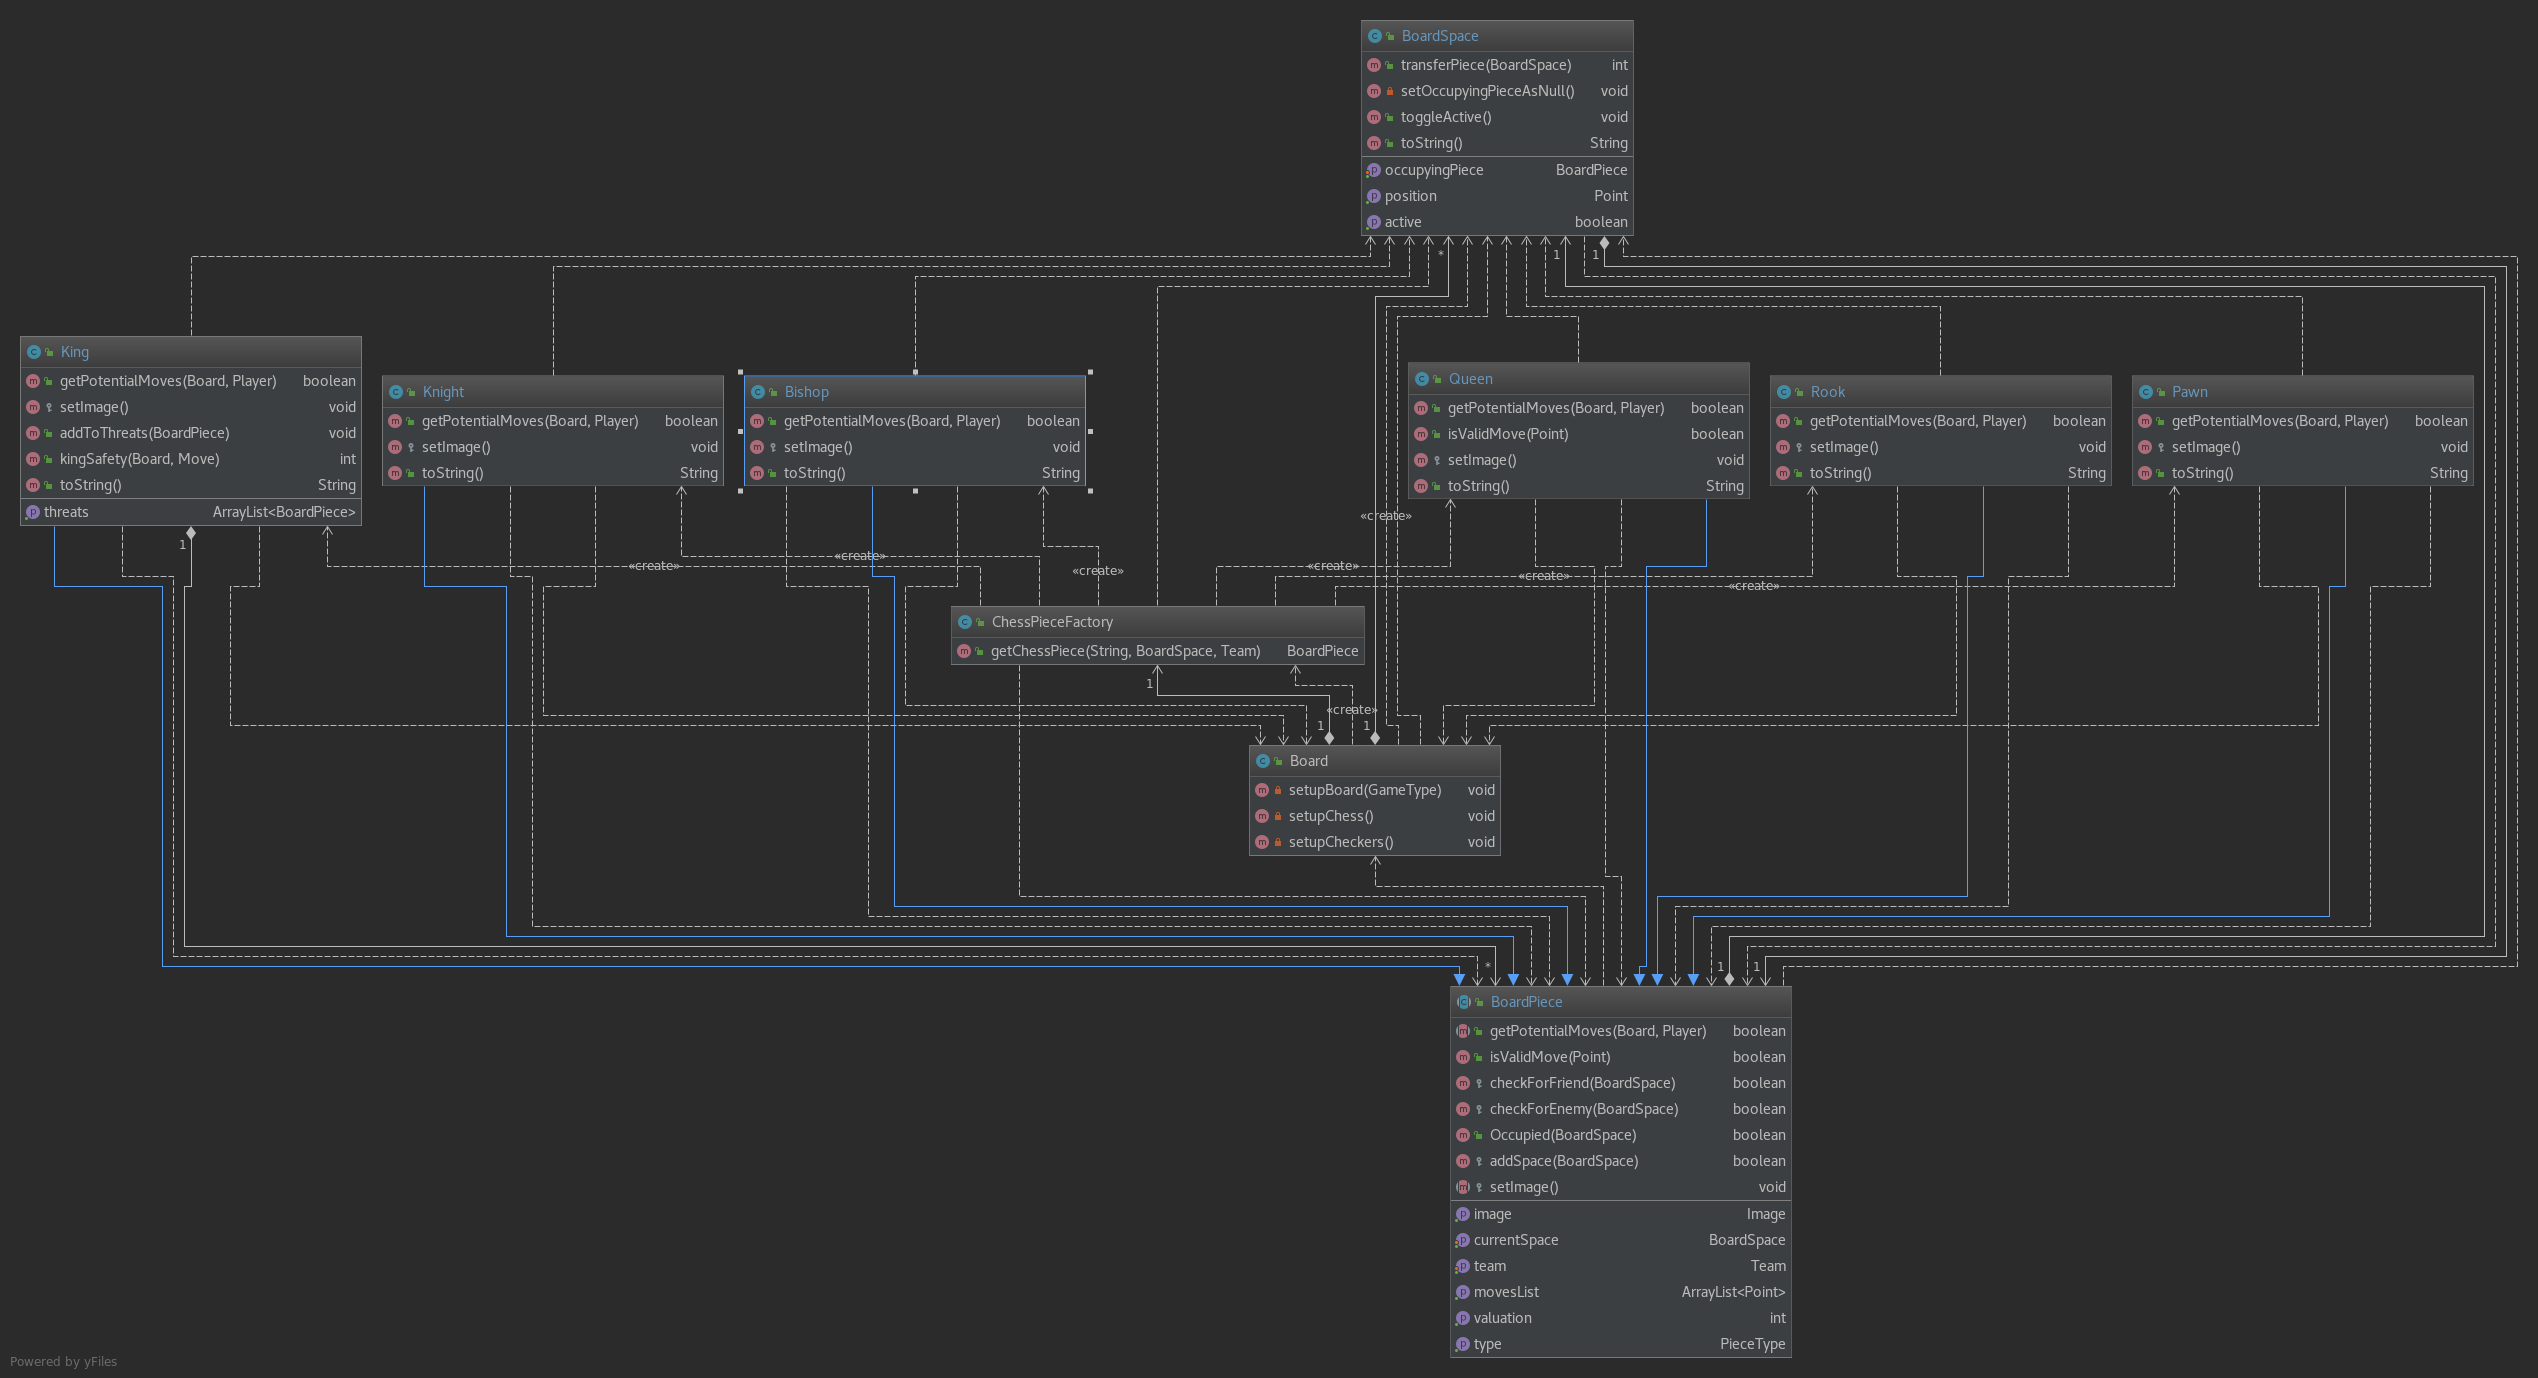 BoardSpace
transferPiece(BoardSpace) int
setOccupyingPieceAsNull() void
toggleActive() void
toString() String
occupyingPiece BoardPiece
position Point
active boolean
* 1 1
King
getPotentialMoves(Board, Player) boolean
setImage() void
addToThreats(BoardPiece) void
kingSafety(Board, Move) int
toString() String
threats ArrayList<BoardPiece>
1
Knight
getPotentialMoves(Board, Player) boolean
setImage() void
toString() String
Bishop
getPotentialMoves(Board, Player) boolean
setImage() void
toString() String
Queen
getPotentialMoves(Board, Player) boolean
isValidMove(Point) boolean
setImage() void
toString() String
Rook
getPotentialMoves(Board, Player) boolean
setImage() void
toString() String
Pawn
getPotentialMoves(Board, Player) boolean
setImage() void
toString() String
«create»
«create»
«create»
«create»
«create»
«create»
«create»
ChessPieceFactory
getChessPiece(String, BoardSpace, Team) BoardPiece
1
«create»
1 1
Board
setupBoard(GameType) void
setupChess() void
setupCheckers() void
* 1 1
BoardPiece
getPotentialMoves(Board, Player) boolean
isValidMove(Point) boolean
checkForFriend(BoardSpace) boolean
checkForEnemy(BoardSpace) boolean
Occupied(BoardSpace) boolean
addSpace(BoardSpace) boolean
setImage() void
image Image
currentSpace BoardSpace
team Team
movesList ArrayList<Point>
valuation int
type PieceType
Powered by yFiles